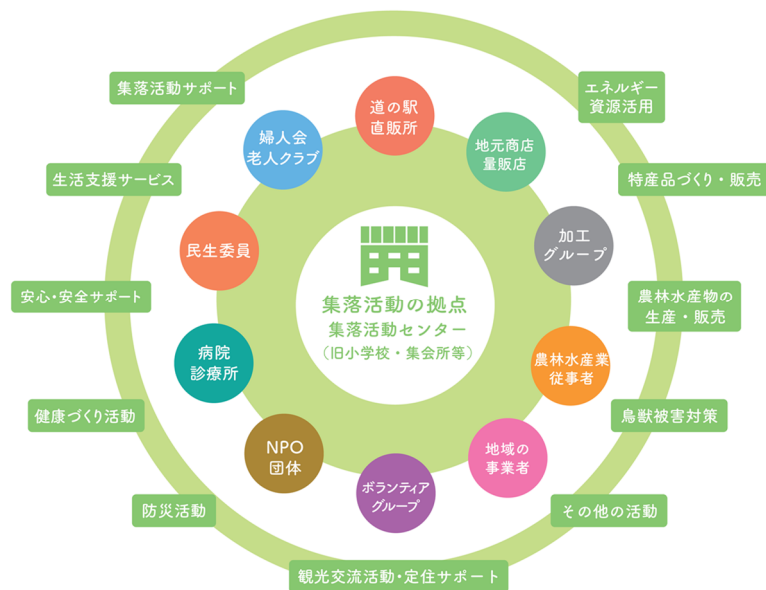 集落活動サポート
エネルギー
資源活用
道の駅
直販所
婦人会
老人クラブ
地元商店
量販店
生活支援サービス
特産品づくり・販売
民生委員
加工
グループ
安心・安全サポート
集落活動の拠点
集落活動センター
（旧小学校・集会所等）
農林水産物の
生産・販売
病院
診療所
農林水産業
従事者
健康づくり活動
鳥獣被害対策
NPO
団体
地域の
事業者
ボランティア
グループ
防災活動
その他の活動
観光交流活動・定住サポート